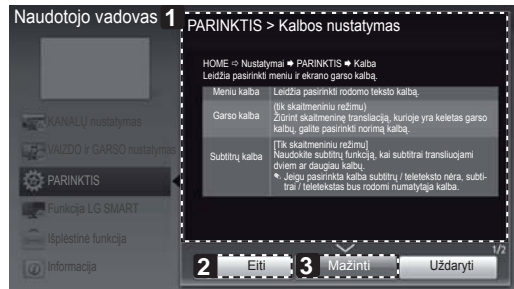 Naudotojo vadovas
1
PARINKTIS > Kalbos nustatymas
HOME ⇨ Nustatymai ➡ PARINKTIS ➡ Kalba
Leidžia pasirinkti meniu ir ekrano garso kalbą.
Meniu kalba Leidžia pasirinkti rodomo teksto kalbą.
Garso kalba
(tik skaitmeniniu režimu)
Žiūrint skaitmeninę transliaciją, kurioje yra keletas garso
kalbų, galite pasirinkti norimą kalbą.
Subtitrų kalba
[Tik skaitmeniniu režimu]
Naudokite subtitrų funkciją, kai subtitrai transliuojami
dviem ar daugiau kalbų.
Jeigu pasirinkta kalba subtitrų / teleteksto nėra, subti-
trai / teletekstas bus rodomi numatytąja kalba.
KANALŲ nustatymas
VAIZDO ir GARSO nustatymas
PARINKTIS
Funkcija LG SMART
Išplėstinė funkcija
Informacija
1/2
2 Eiti
3 Mažinti
Uždaryti